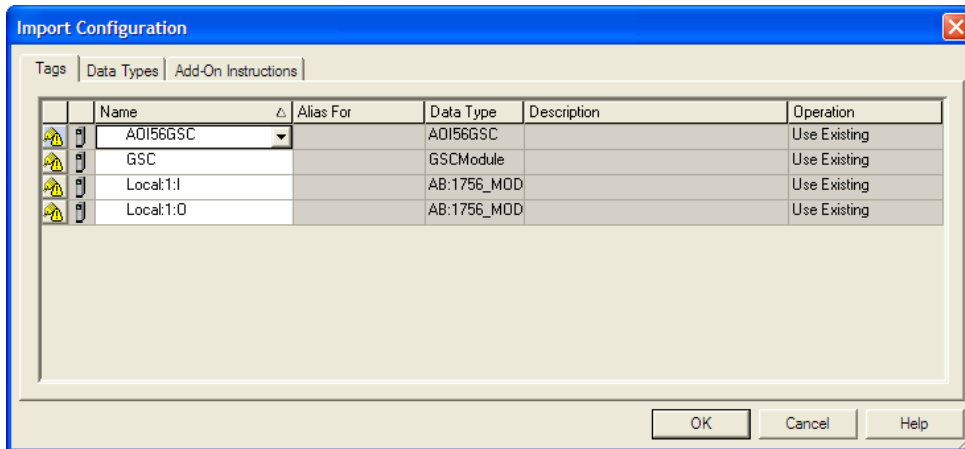 Import Configuration
Tags Data Types Add-On Instructions
Name Alias For Data Type Description Operation
AOI56GSC AOI56GSC Use Existing
GSC GSCModule Use Existing
Local:1:I AB:1756_MOD Use Existing
Local:1:O AB:1756_MOD Use Existing
OK Cancel Help